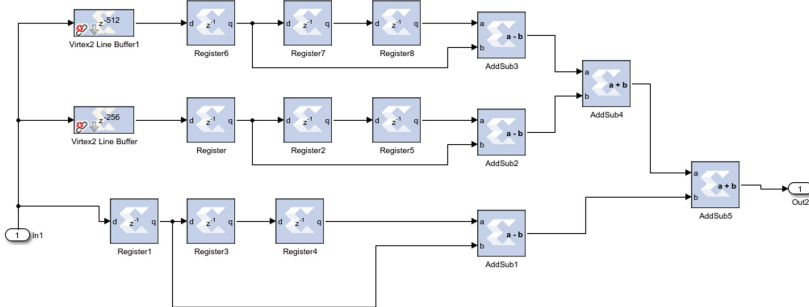 z-512
Virtex2 Line Buffer1
d z-1 q
Register6
d z-1 q
Register7
d z-1 q
Register8
a
b
a - b
AddSub3
a
b
a + b
AddSub4
z-256
Virtex2 Line Buffer
d z-1 q
Register
d z-1 q
Register2
d z-1 q
Register5
a
b
a - b
AddSub2
a
b
a + b
AddSub5
1
Out2
1
In1
d z-1 q
Register1
d z-1 q
Register3
d z-1 q
Register4
a
b
a - b
AddSub1